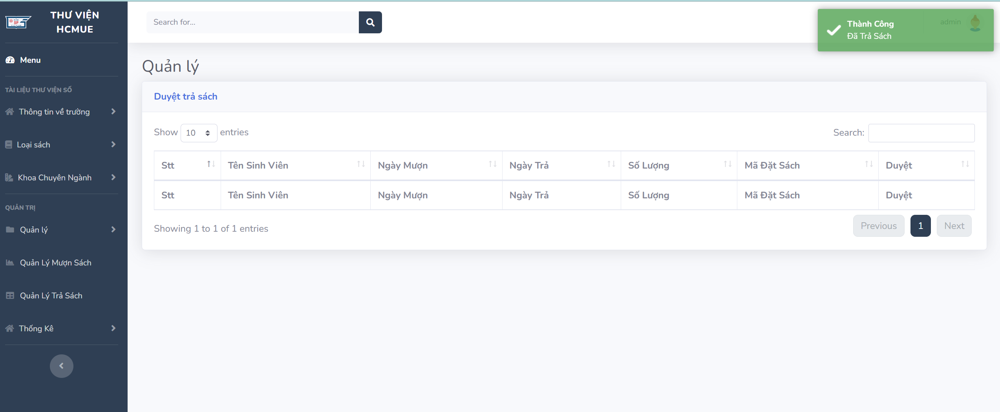 THƯ VIỆN
HCMUE
Menu
TÀI LIỆU THƯ VIỆN SỐ
Thông tin về trường
Loại sách
Khoa Chuyên Ngành
QUẢN TRỊ
Quản lý
Quản Lý Mượn Sách
Quản Lý Trả Sách
Thống Kê
Search for...
admin
Thành Công
Đã Trả Sách
Quản lý
Duyệt trả sách
Show 10 entries
Search:
Stt Tên Sinh Viên Ngày Mượn Ngày Trả Số Lượng Mã Đặt Sách Duyệt
Stt Tên Sinh Viên Ngày Mượn Ngày Trả Số Lượng Mã Đặt Sách Duyệt
Showing 1 to 1 of 1 entries
Previous 1 Next